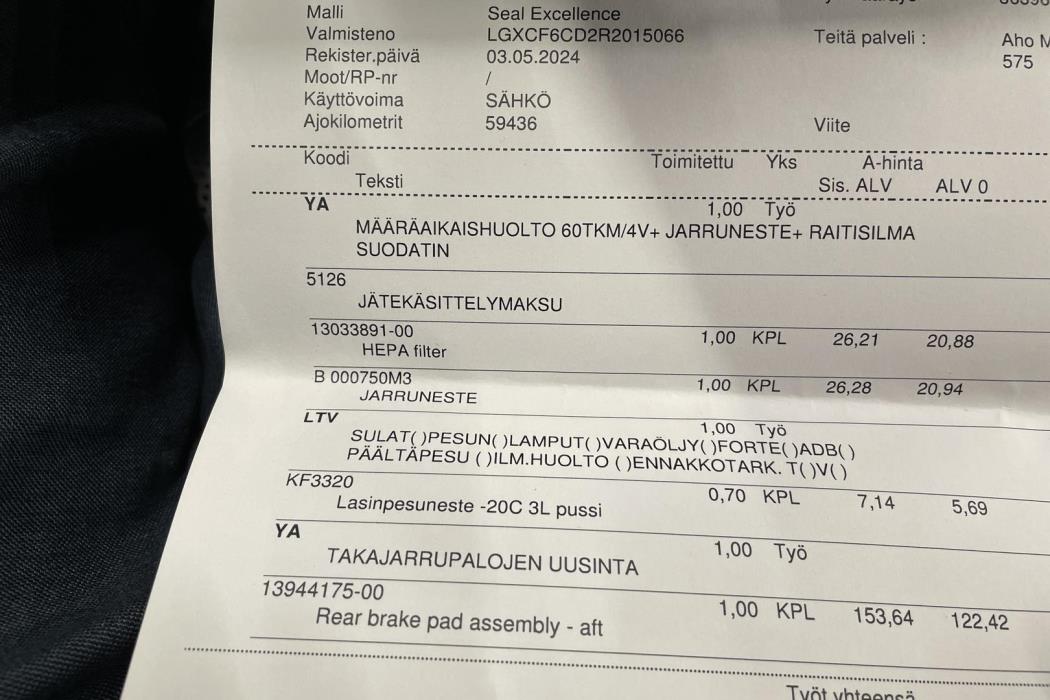 Malli Seal Excellence
Valmisteno LGXCF6CD2R2015066 Teitä palveli : Aho
Rekister.päivä 03.05.2024 575
Moot/RP-nr /
Käyttövoima SÄHKÖ
Ajokilometrit 59436 Viite
Koodi Toimitettu Yks A-hinta
Teksti Sis. ALV ALV 0
YA 1,00 Työ
MÄÄRÄAIKAISHUOLTO 60TKM/4V+ JARRUNESTE+ RAITISILMA
SUODATIN
5126
JÄTEKÄSITTELYMAKSU
13033891-00 1,00 KPL 26,21 20,88
HEPA filter
B 000750M3 1,00 KPL 26,28 20,94
JARRUNESTE
LTV 1,00 Työ
SULAT( )PESUN( )LAMPUT( )VARAÖLJY( )FORTE( )ADB( )
PÄÄLTÄPESU ( )ILM.HUOLTO ( )ENNAKKOTARK. T( )V( )
KF3320 0,70 KPL 7,14 5,69
Lasinpesuneste -20C 3L pussi
YA 1,00 Työ
TAKAJARRUPALOJEN UUSINTA
13944175-00 1,00 KPL 153,64 122,42
Rear brake pad assembly - aft
Työt yhteensä